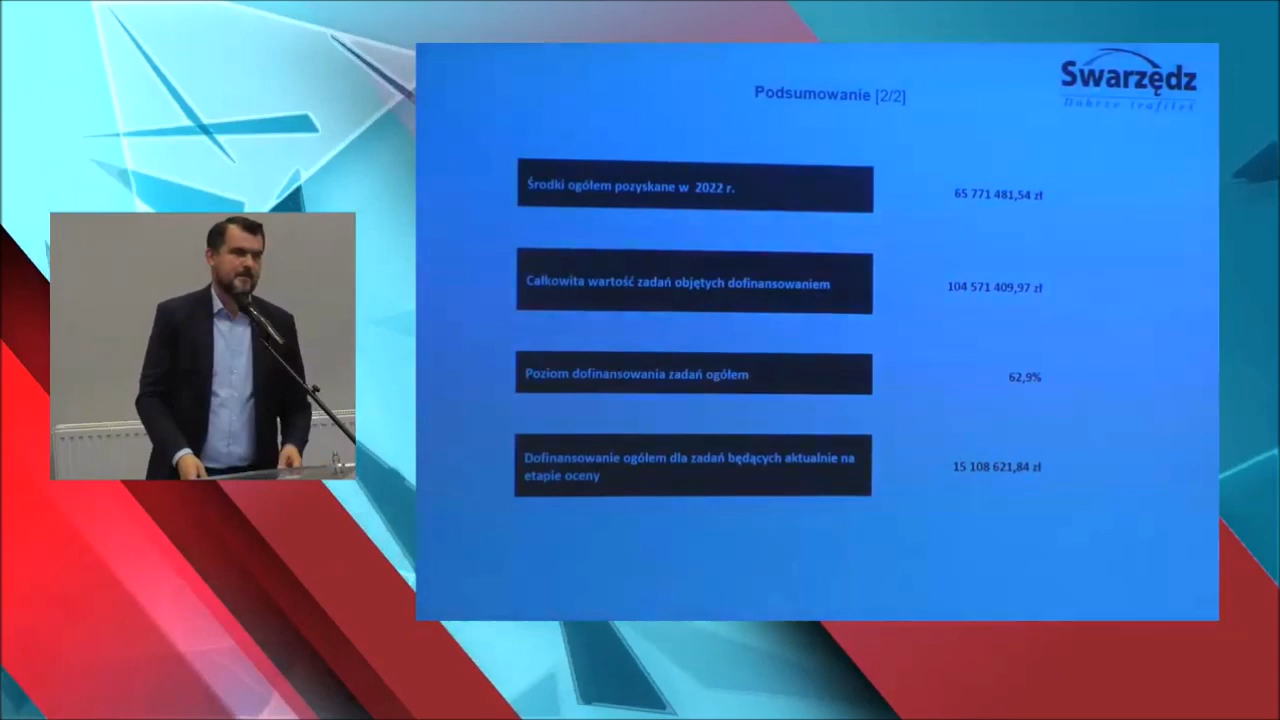 Swarzędz
Dobrze trafiłeś
Podsumowanie [2/2]
Środki ogółem pozyskane w 2022 r.
65 771 481,54 zł
Całkowita wartość zadań objętych dofinansowaniem
104 571 409,97 zł
Poziom dofinansowania zadań ogółem
62,9%
Dofinansowanie ogółem dla zadań będących aktualnie na
etapie oceny
15 108 621,84 zł